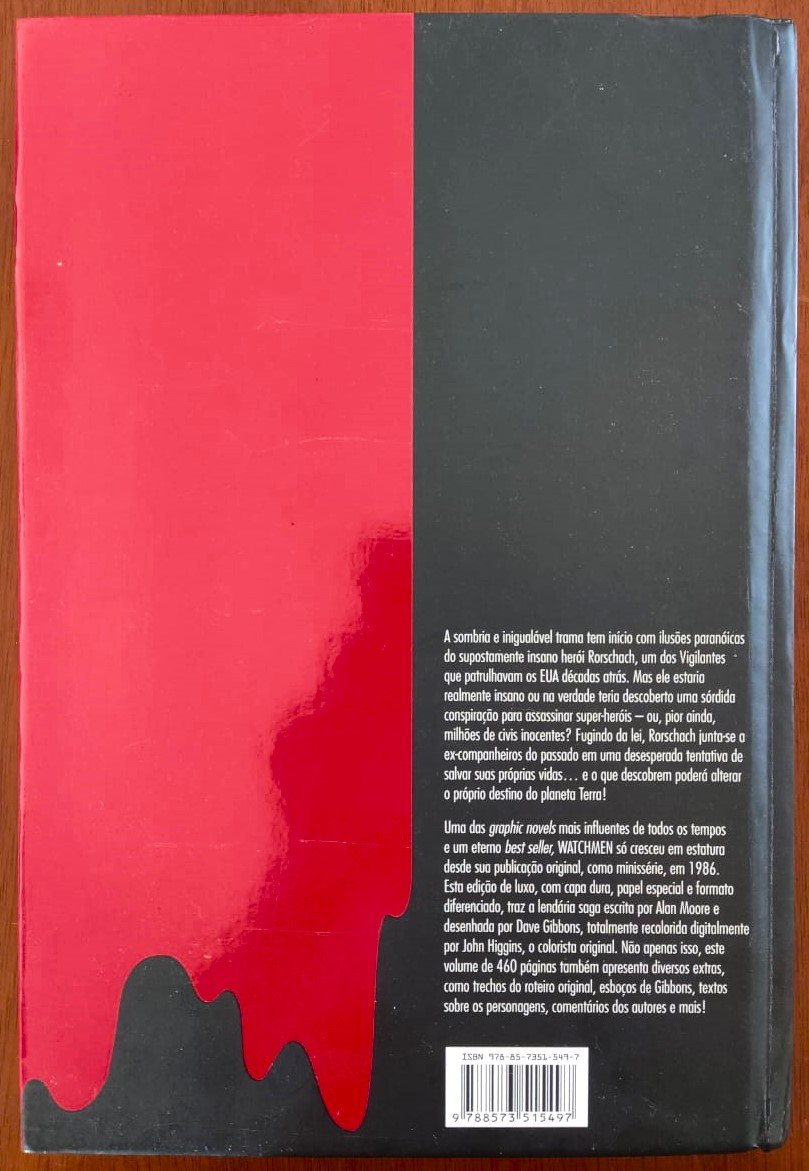 A sombria e inigualável trama tem início com ilusões paranóicas
do supostamente insano herói Rorschach, um dos Vigilantes
que patrulhavam os EUA décadas atrás. Mas ele estaria
realmente insano ou na verdade teria descoberto uma sórdida
conspiração para assassinar super-heróis – ou, pior ainda,
milhões de civis inocentes? Fugindo da lei, Rorschach junta-se a
ex-companheiros do passado em uma desesperada tentativa de
salvar suas próprias vidas... e o que descobrem poderá alterar
o próprio destino do planeta Terra!
Uma das graphic novels mais influentes de todos os tempos
e um eterno best seller, WATCHMEN só cresceu em estatura
desde sua publicação original, como minissérie, em 1986.
Esta edição de luxo, com capa dura, papel especial e formato
diferenciado, traz a lendária saga escrita por Alan Moore e
desenhada por Dave Gibbons, totalmente recolorida digitalmente
por John Higgins, o colorista original. Não apenas isso, este
volume de 460 páginas também apresenta diversos extras,
como trechos do roteiro original, esboços de Gibbons, textos
sobre os personagens, comentários dos autores e mais!
ISBN 978-85-7351-549-7
9 788573 515497